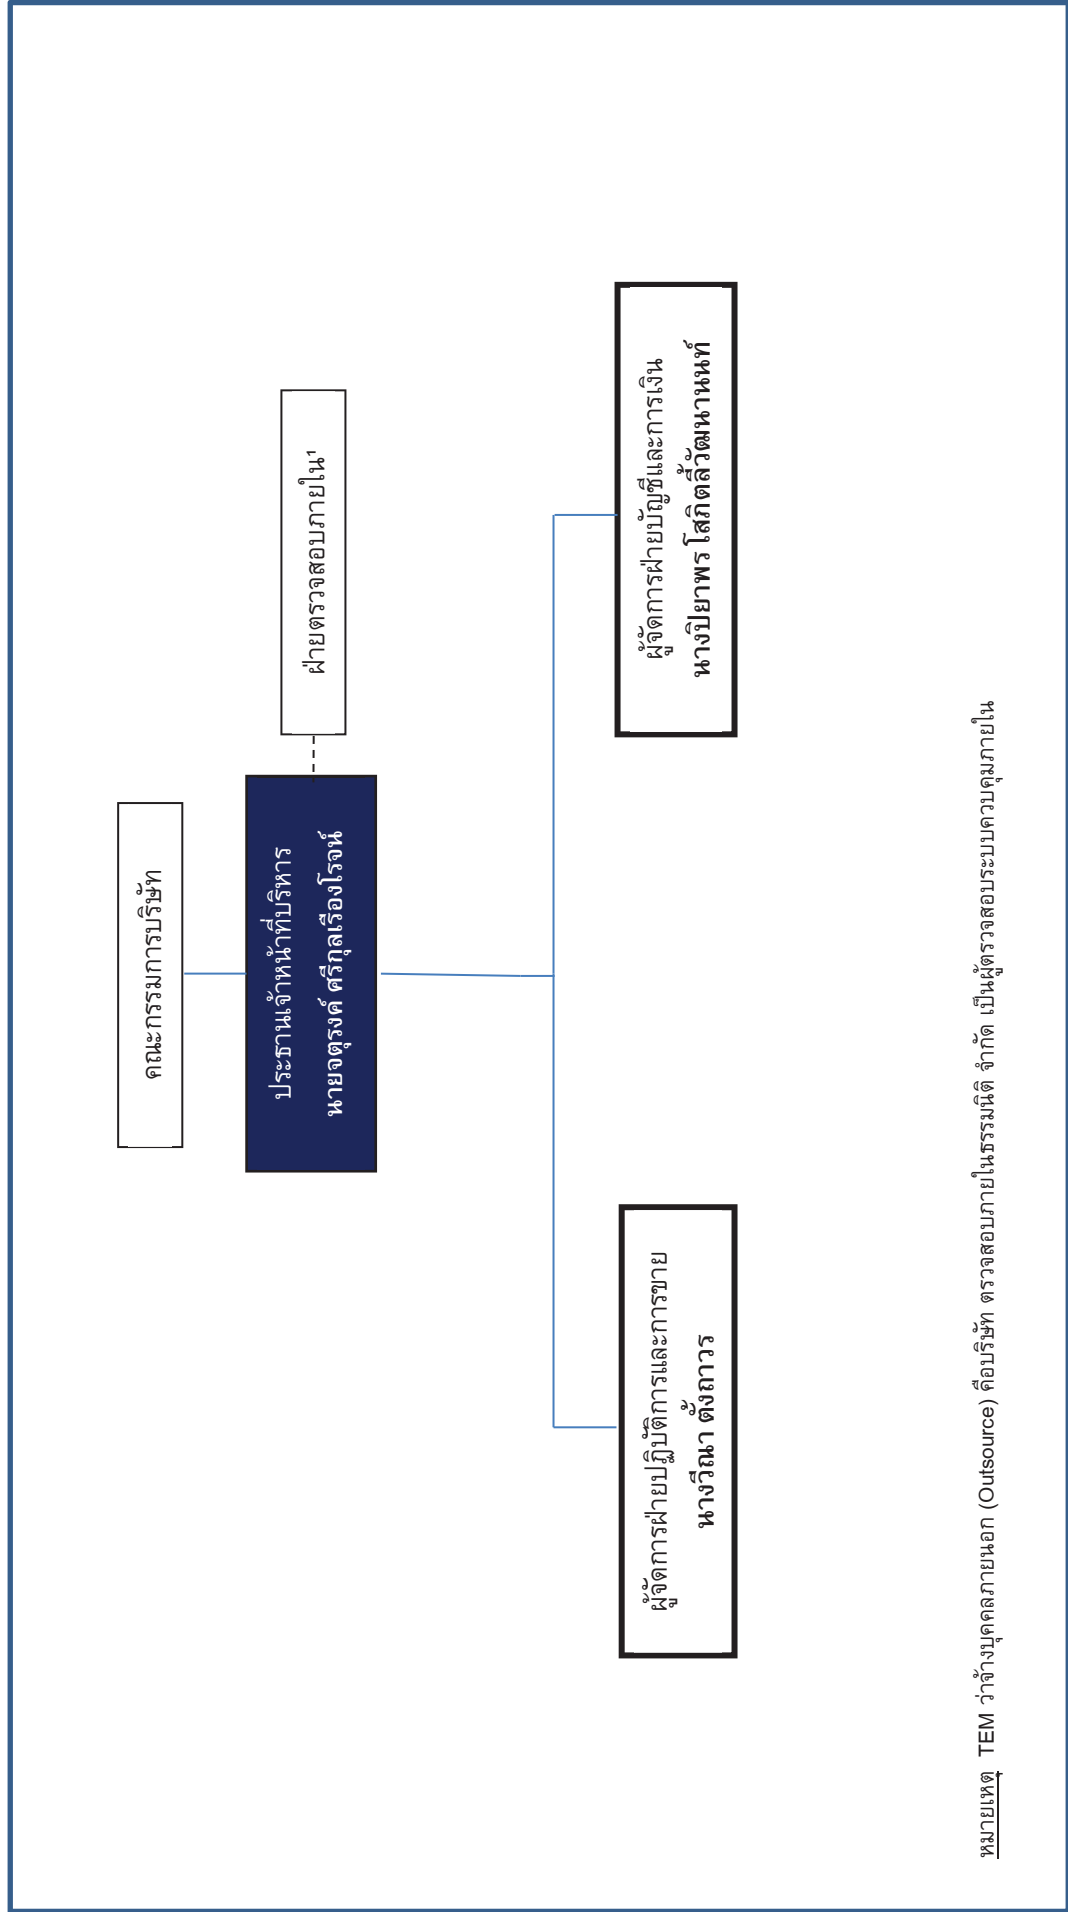 คณะกรรมการบริษัท
ประธานเจ้าหน้าที่บริหาร
นายจตุรงค์ ศรีกุลเรืองโรจน์
ฝ่ายตรวจสอบภายใน¹
ผู้จัดการฝ่ายปฏิบัติการและการขาย
นางวีณา ตั้งถาวร
ผู้จัดการฝ่ายบัญชีและการเงิน
นางปิยาพร โสภิตลี้วัฒนานนท์
หมายเหตุ TEM ว่าจ้างบุคคลภายนอก (Outsource) คือบริษัท ตรวจสอบภายในธรรมนิติ จำกัด เป็นผู้ตรวจสอบระบบควบคุมภายใน